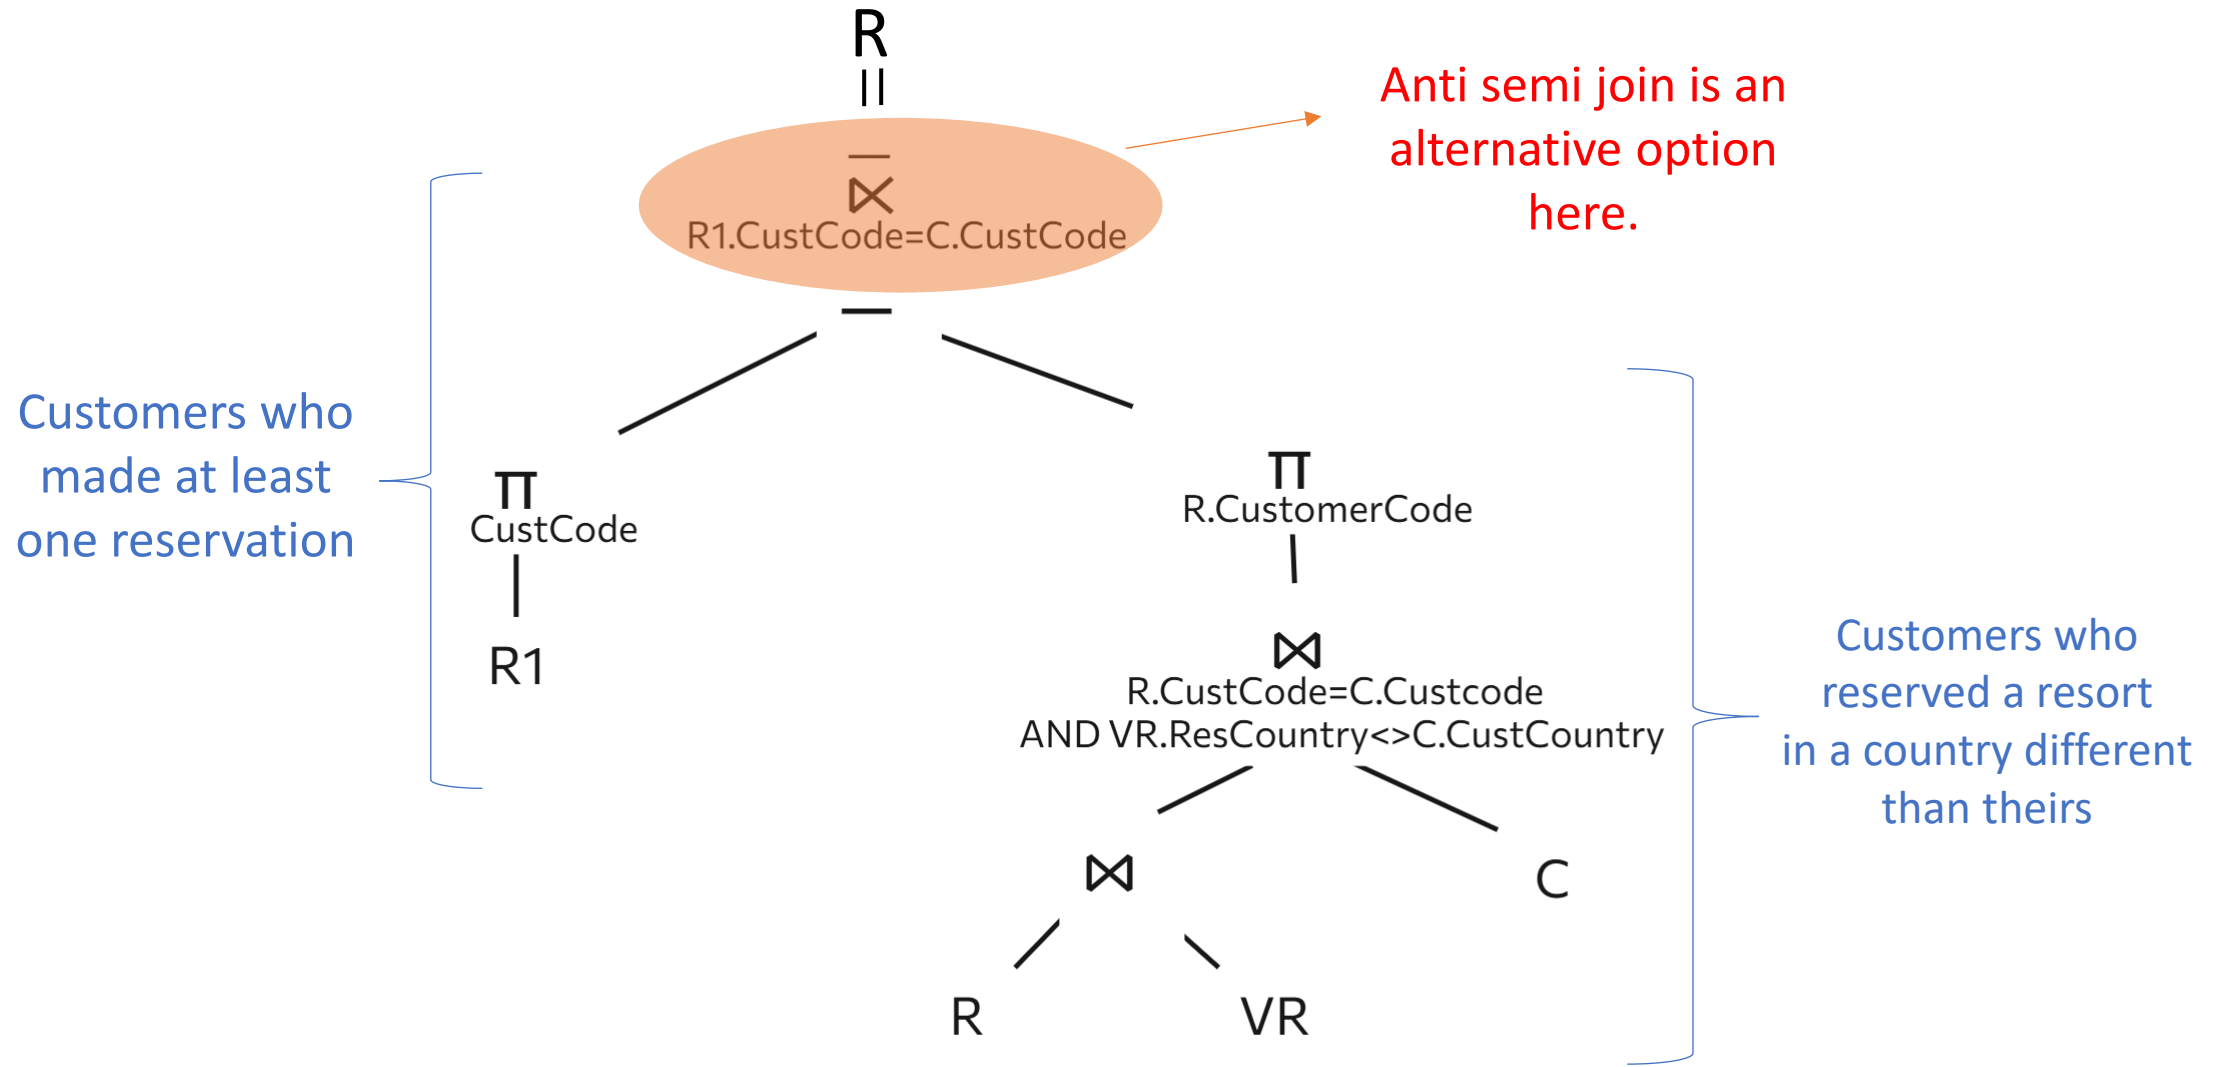 R
=
Anti semi join is an
alternative option
here.
⋉
R1.CustCode=C.CustCode
—
Customers who
made at least
one reservation
π
CustCode
R1
π
R.CustomerCode
⋈
R.CustCode=C.Custcode
AND VR.ResCountry<>C.CustCountry
Customers who
reserved a resort
in a country different
than theirs
⋈
C
R
VR